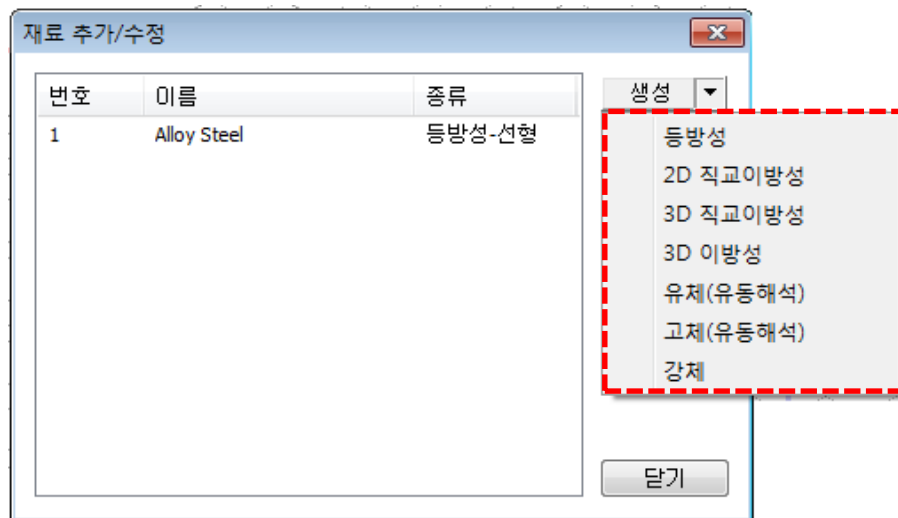 재료 추가/수정
번호 이름 종류 생성
1 Alloy Steel 등방성-선형
등방성
2D 직교이방성
3D 직교이방성
3D 이방성
유체(유동해석)
고체(유동해석)
강체
닫기